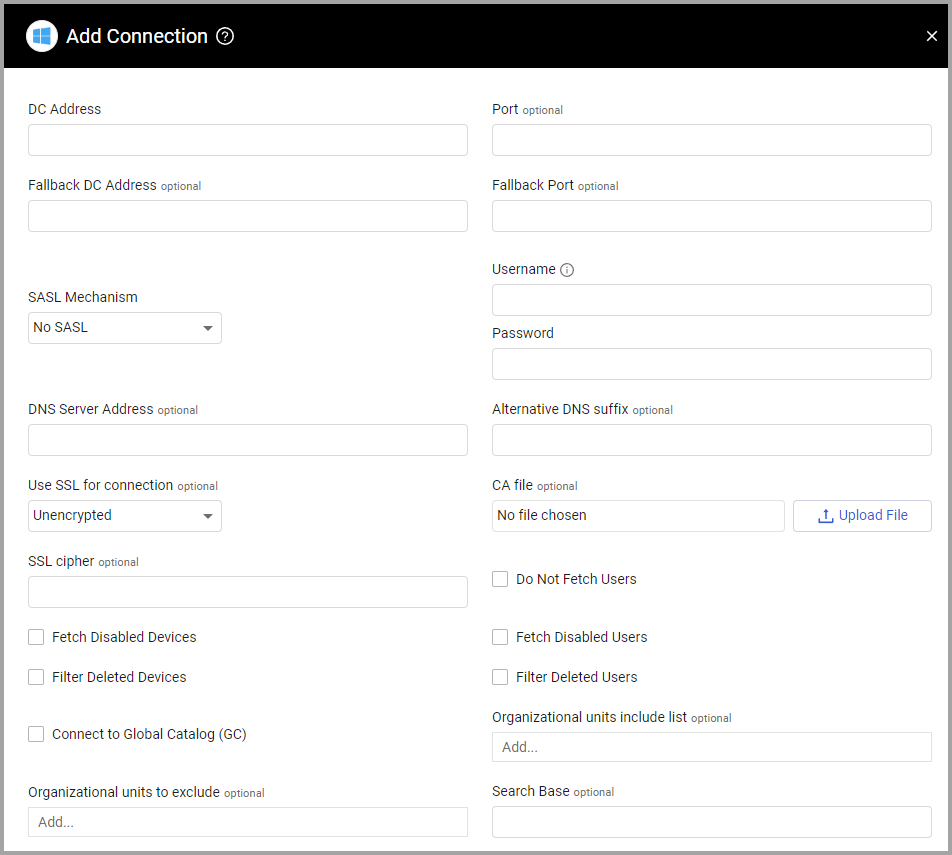 Add Connection
DC Address
Port optional
Fallback DC Address optional
Fallback Port optional
Username
SASL Mechanism
No SASL
Password
DNS Server Address optional
Alternative DNS suffix optional
Use SSL for connection optional
CA file optional
Unencrypted
No file chosen
Upload File
SSL cipher optional
Do Not Fetch Users
Fetch Disabled Devices
Fetch Disabled Users
Filter Deleted Devices
Filter Deleted Users
Organizational units include list optional
Connect to Global Catalog (GC)
Add...
Organizational units to exclude optional
Search Base optional
Add...